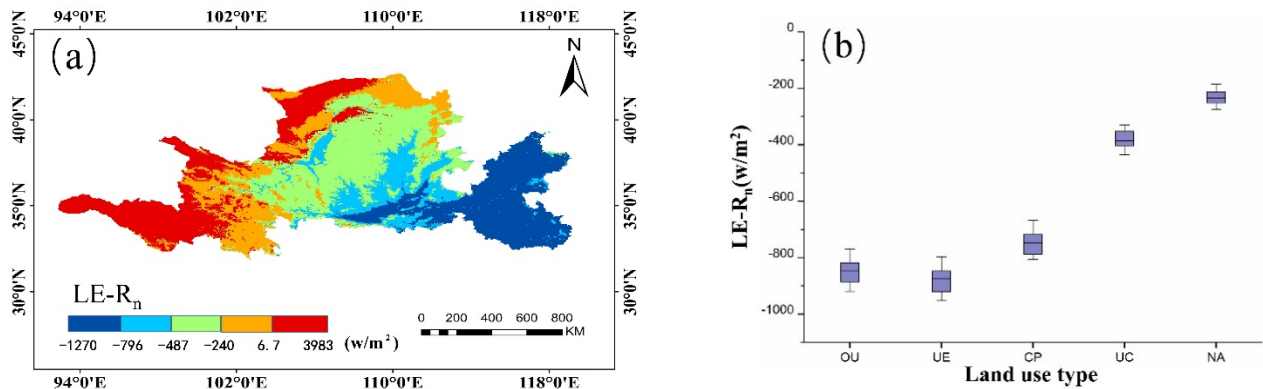 94°0'E 102°0'E 110°0'E 118°0'E
45°0'N 40°0'N 35°0'N 30°0'N
(a)
N
45°0'N 40°0'N 35°0'N 30°0'N
LE-Rn
-1270 -796 -487 -240 6.7 3983 (w/m²)
0 200 400 600 800
KM
94°0'E 102°0'E 110°0'E 118°0'E
(b)
LE-Rn(w/m²)
0
-200
-400
-600
-800
-1000
OU UE CP UC NA
Land use type